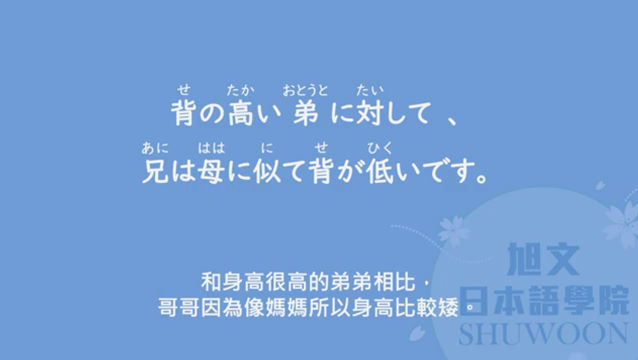 せ たか おとうと たい
背の高い 弟 に対して 、
あに はは に せ ひく
兄は母に似て背が低いです。
和身高很高的弟弟相比，
哥哥因為像媽媽所以身高比較矮。
旭文
日本語學院
SHUWOON